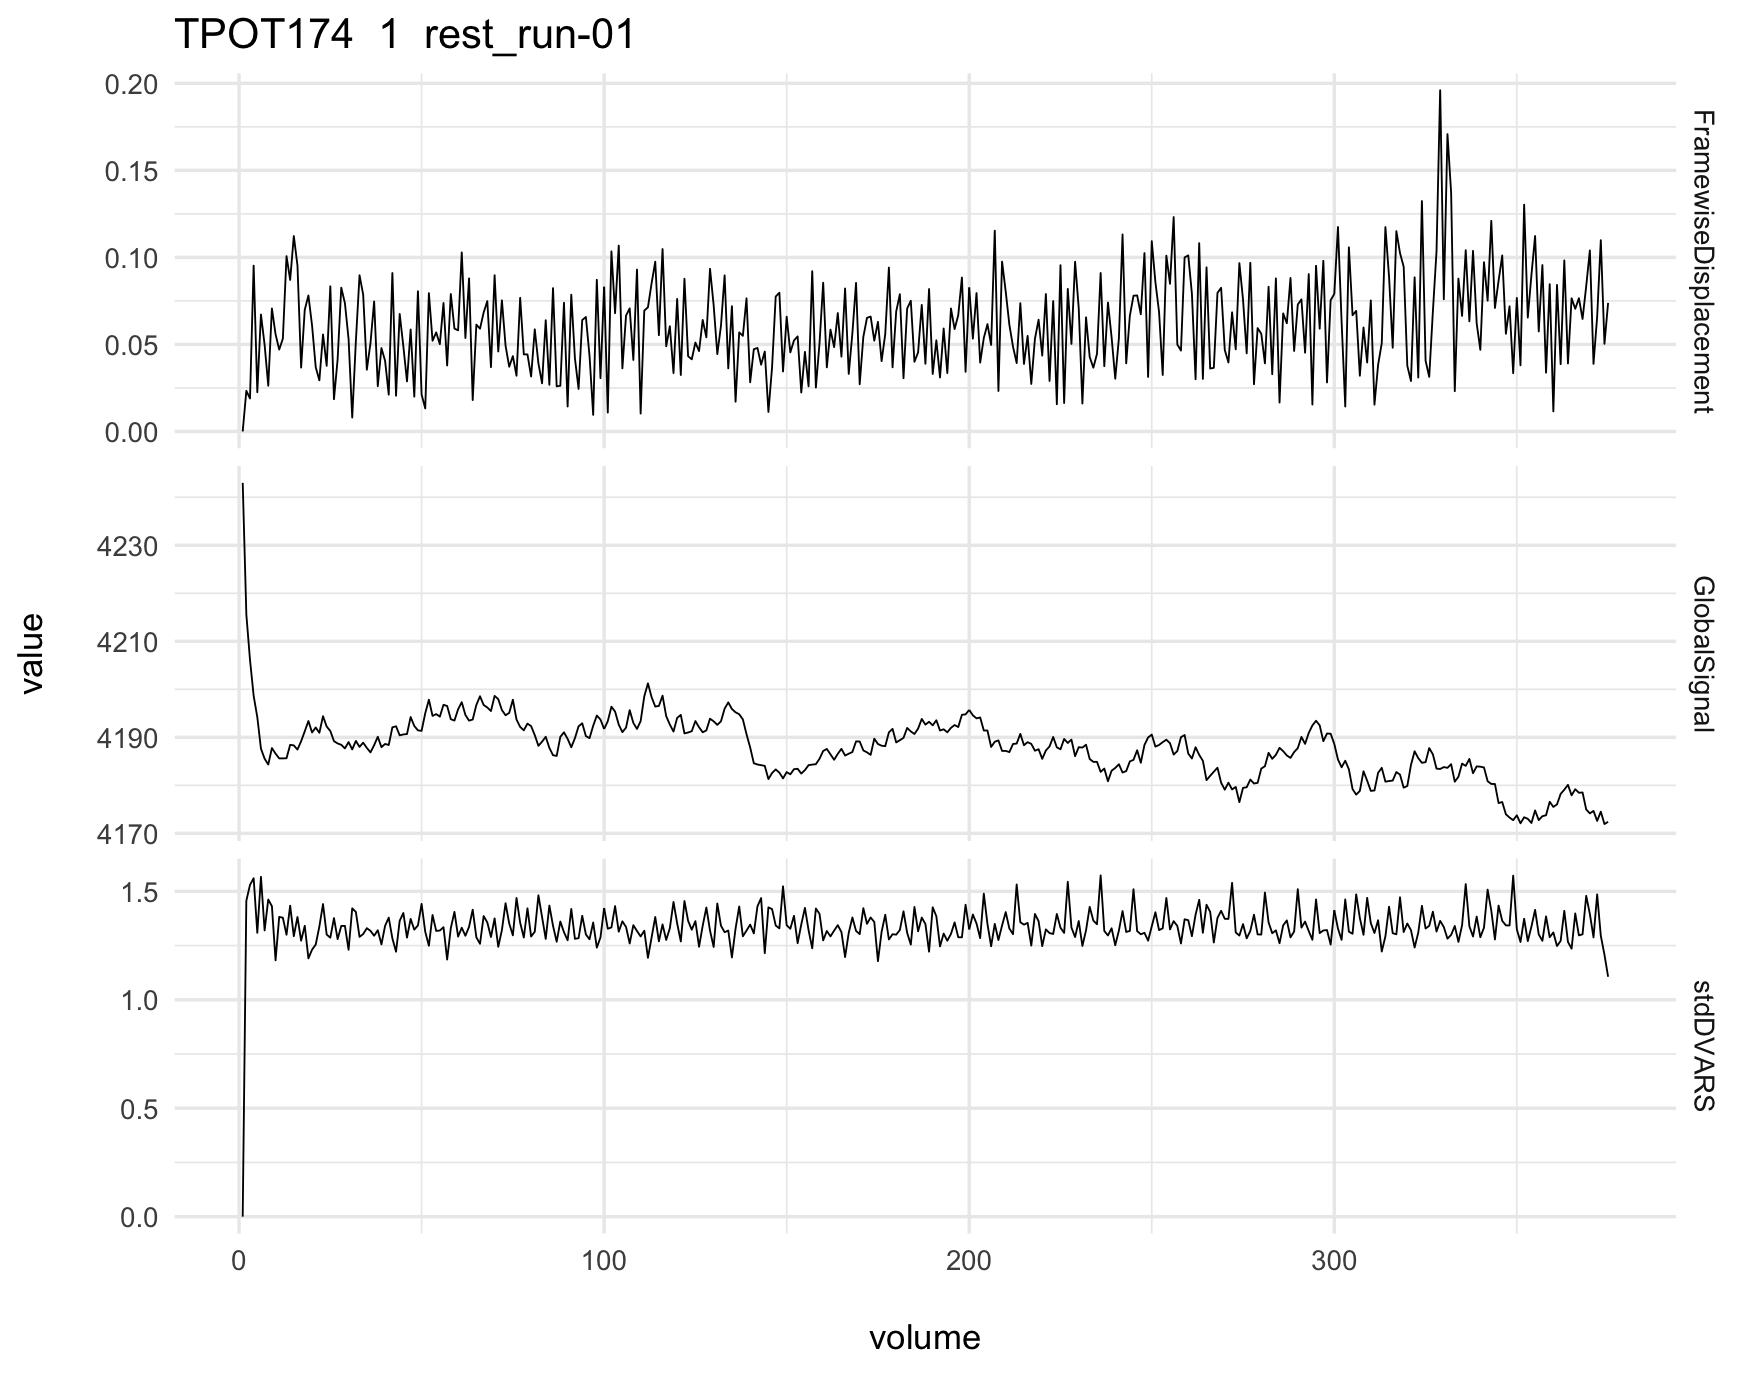 TPOT174 1 rest_run-01
0.20
0.15
0.10
0.05
0.00
FramewiseDisplacement
4230
4210
4190
4170
GlobalSignal
1.5
1.0
0.5
0.0
stdDVARS
value
0 100 200 300
volume